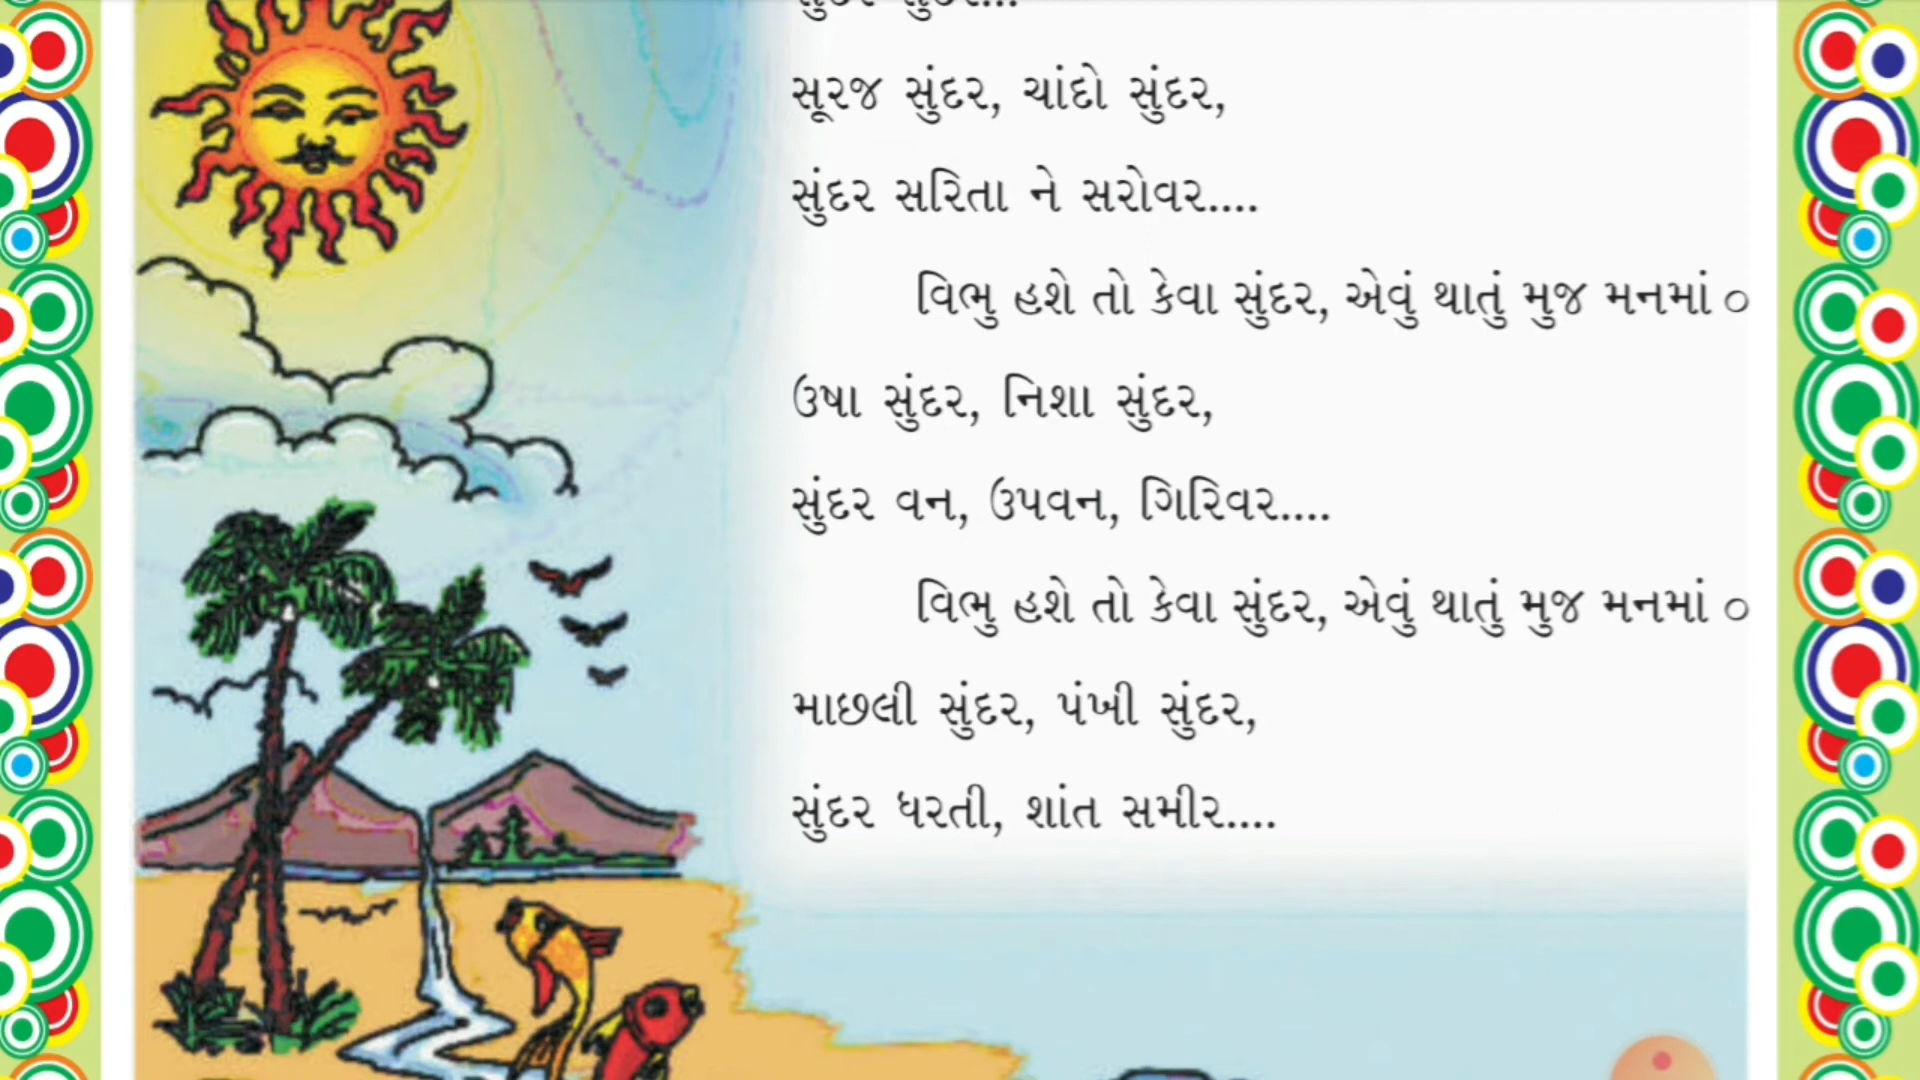 સૂરજ સુંદર, ચાંદો સુંદર,
સુંદર સરિતા ને સરોવર....
વિભુ હશે તો કેવા સુંદર, એવું થાતું મુજ મનમાં ૦
ઉષા સુંદર, નિશા સુંદર,
સુંદર વન, ઉપવન, ગિરિવર....
વિભુ હશે તો કેવા સુંદર, એવું થાતું મુજ મનમાં ૦
માછલી સુંદર, પંખી સુંદર,
સુંદર ધરતી, શાંત સમીર....